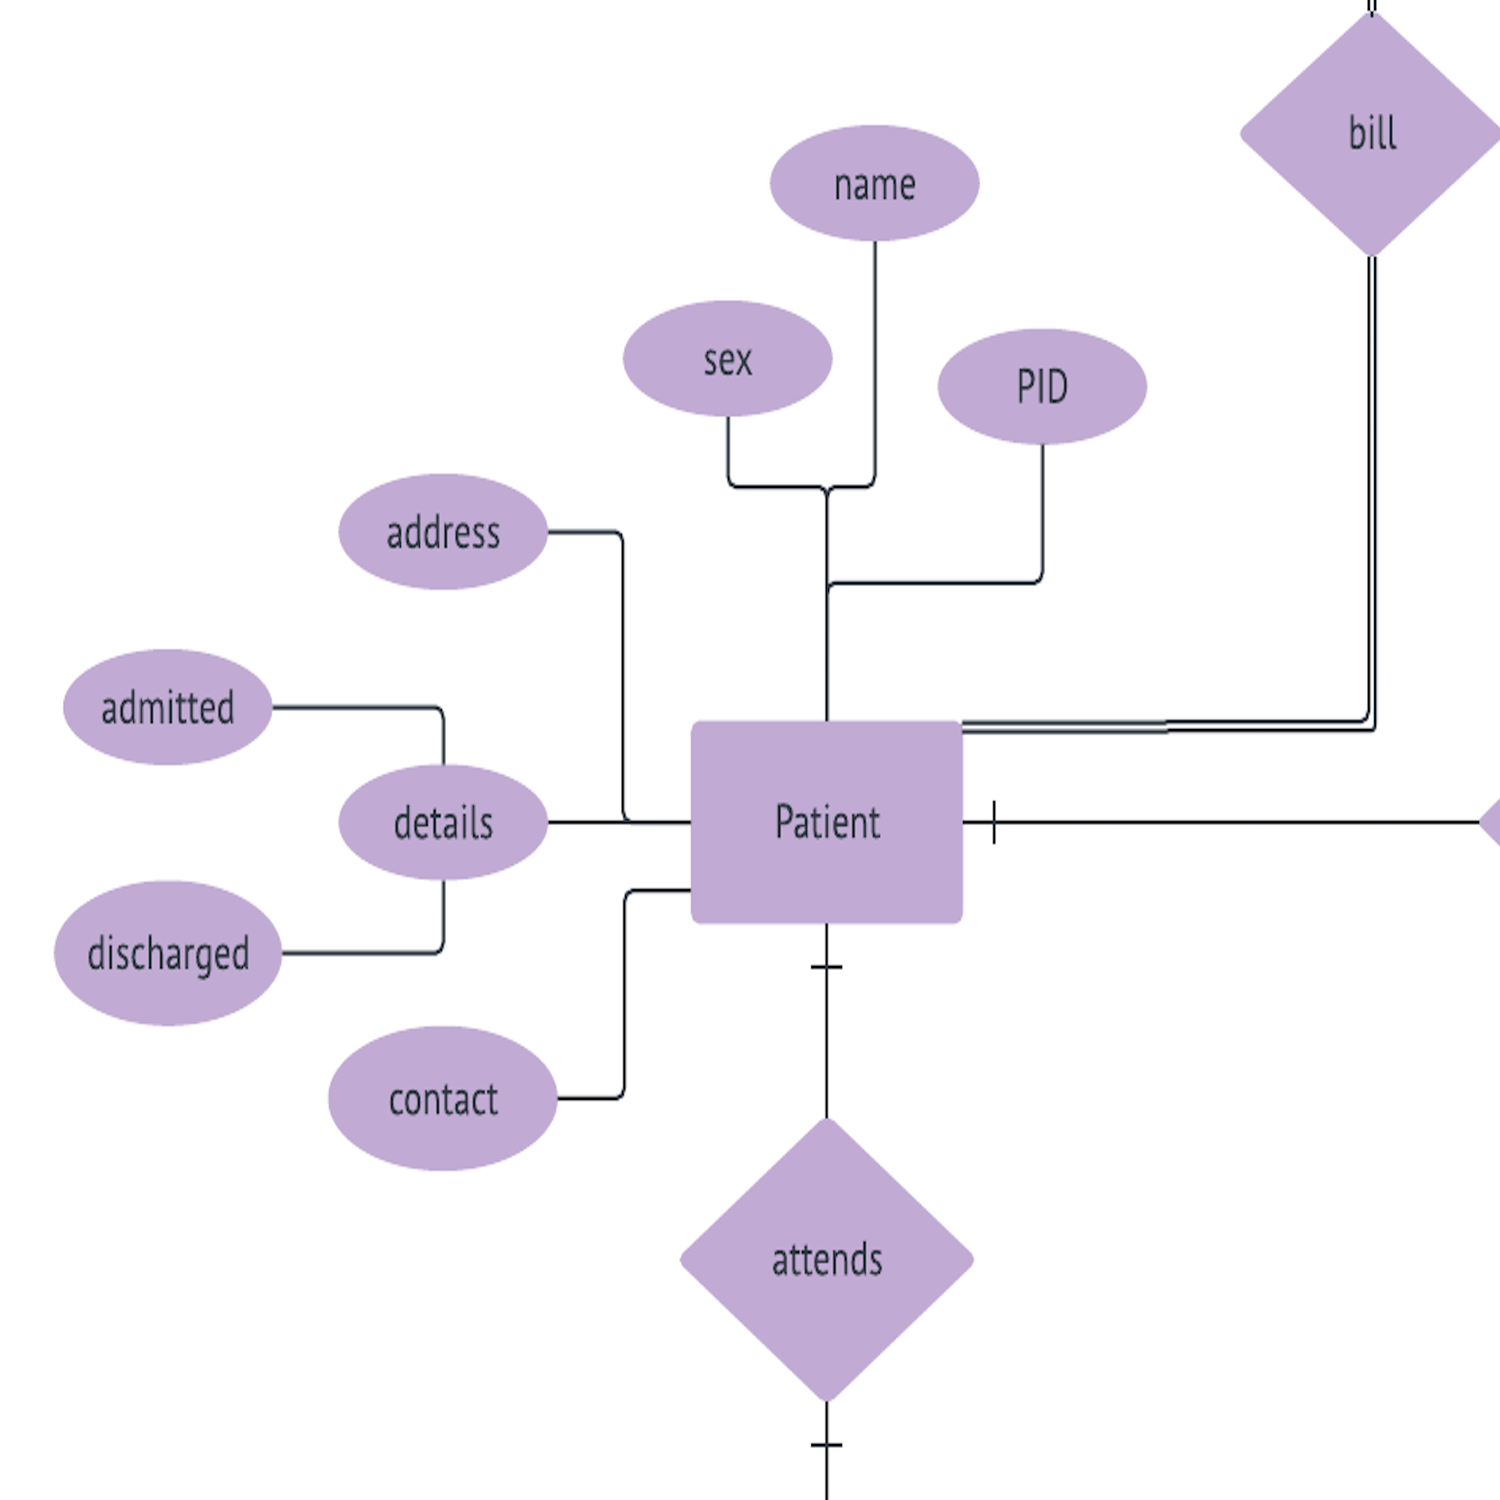 bill
name
sex
PID
address
admitted
details
Patient
discharged
contact
attends